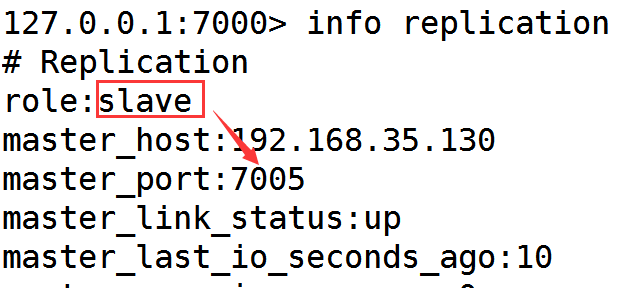 127.0.0.1:7000> info replication
# Replication
role:slave
master_host:192.168.35.130
master_port:7005
master_link_status:up
master_last_io_seconds_ago:10